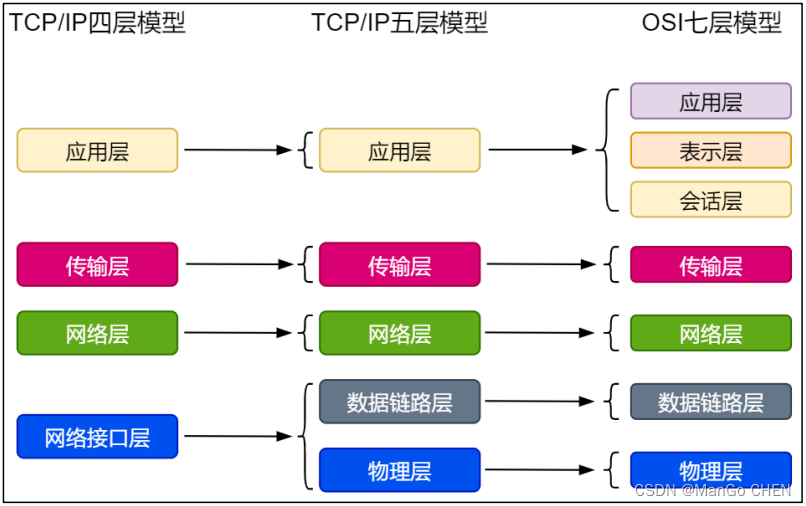 TCP/IP四层模型
TCP/IP五层模型
OSI七层模型
应用层
应用层
应用层
表示层
会话层
传输层
传输层
传输层
网络层
网络层
网络层
网络接口层
数据链路层
数据链路层
物理层
物理层
CSDN @ManGo CHEN